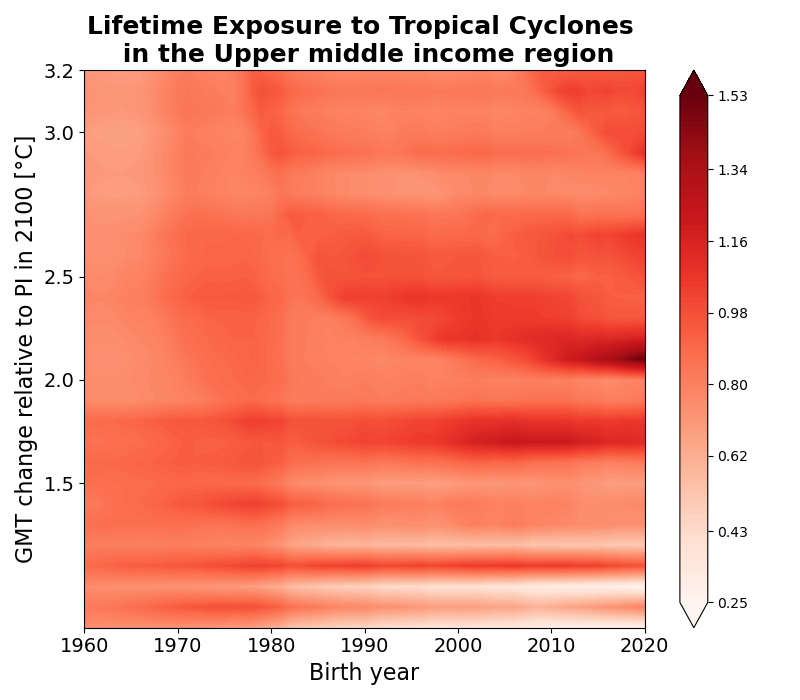 Lifetime Exposure to Tropical Cyclones
in the Upper middle income region
GMT change relative to PI in 2100 [°C]
3.2
3.0
2.5
2.0
1.5
1960 1970 1980 1990 2000 2010 2020
Birth year
1.53
1.34
1.16
0.98
0.80
0.62
0.43
0.25